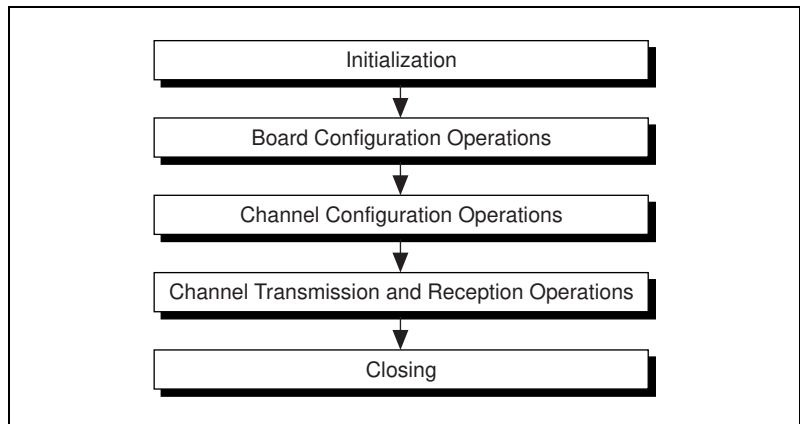 Initialization
Board Configuration Operations
Channel Configuration Operations
Channel Transmission and Reception Operations
Closing